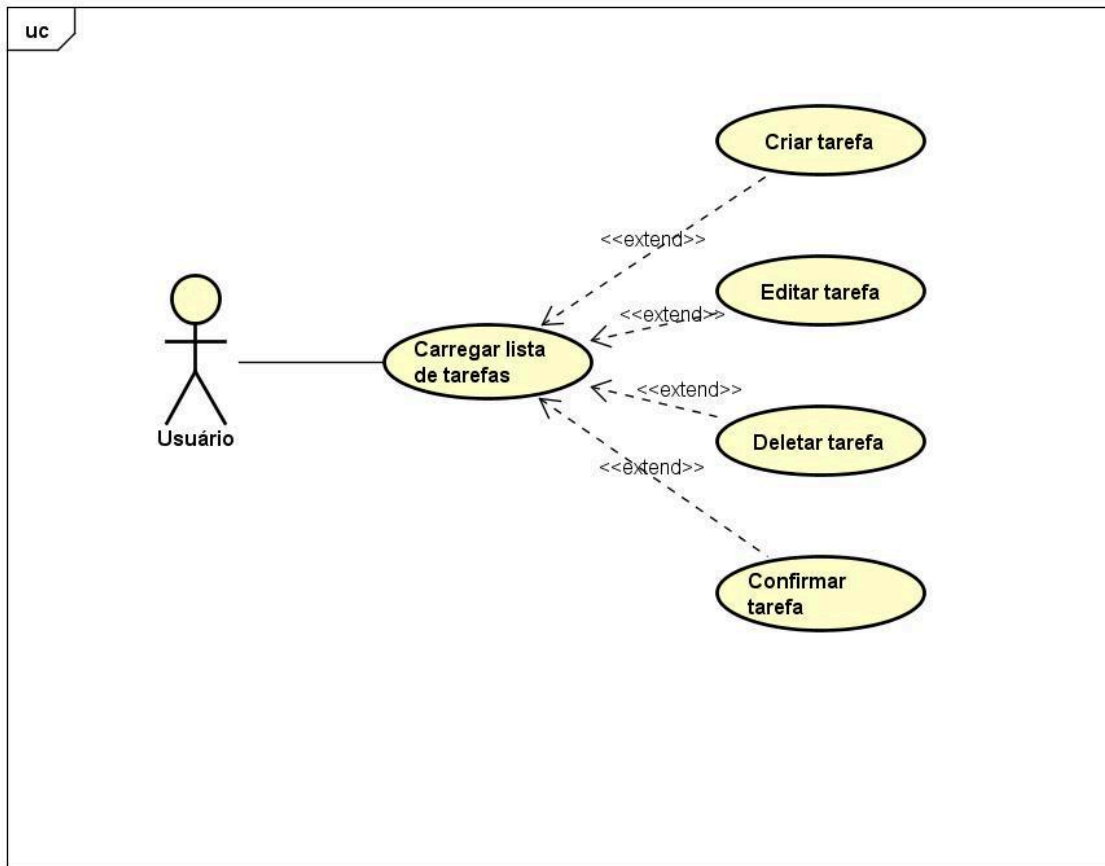 uc
Criar tarefa
<<extend>>
Editar tarefa
<<extend>>
Carregar lista
de tarefas
<<extend>>
Usuário
Deletar tarefa
<<extend>>
Confirmar
tarefa